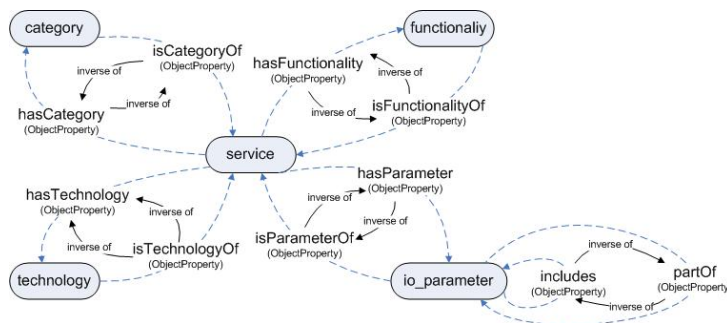 category
functionaliy
isCategoryOf
(ObjectProperty)
hasFunctionality
(ObjectProperty)
inverse of
inverse of
inverse of
inverse of
hasCategory
(ObjectProperty)
isFunctionalityOf
(ObjectProperty)
service
hasParameter
(ObjectProperty)
hasTechnology
(ObjectProperty)
inverse of
inverse of
inverse of
inverse of
isParameterOf
(ObjectProperty)
isTechnologyOf
(ObjectProperty)
inverse of
technology
io_parameter
includes
(ObjectProperty)
partOf
(ObjectProperty)
inverse of